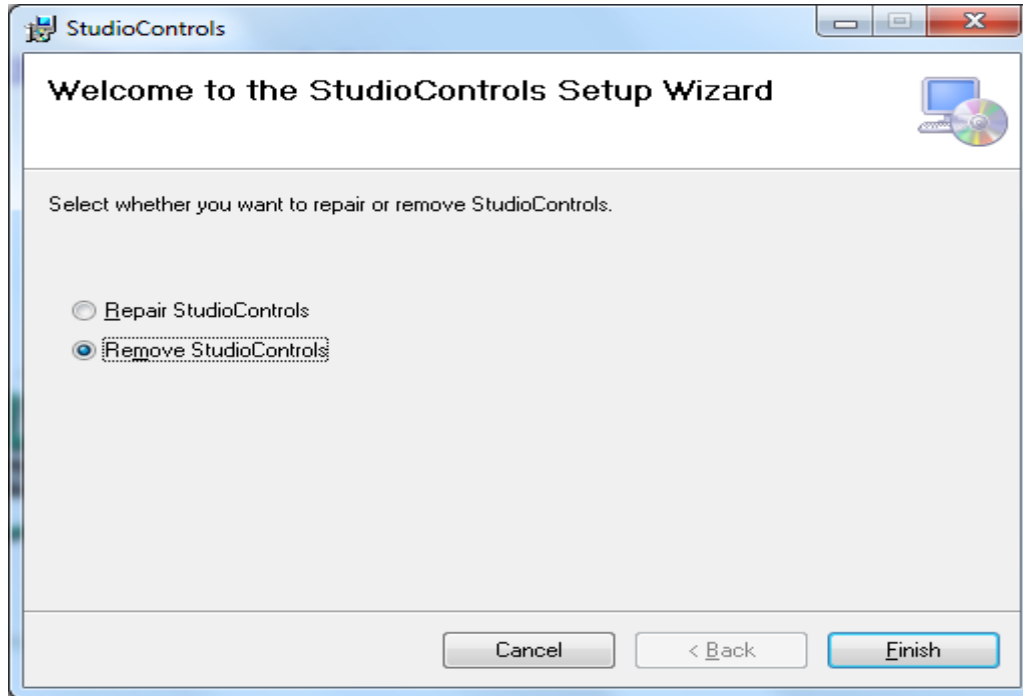 StudioControls
Welcome to the StudioControls Setup Wizard
Select whether you want to repair or remove StudioControls.
Repair StudioControls
Remove StudioControls
Cancel
< Back
Finish